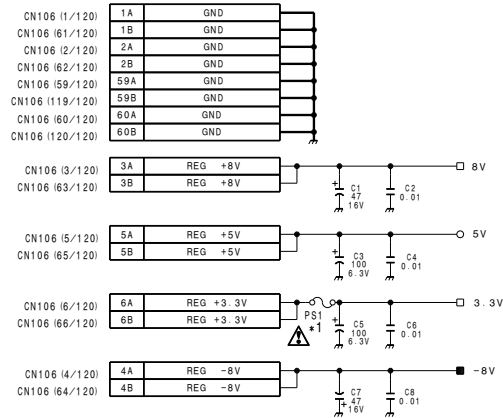 CN106 (1/120) 1A GND
CN106 (61/120) 1B GND
CN106 (2/120) 2A GND
CN106 (62/120) 2B GND
CN106 (59/120) 59A GND
CN106 (119/120) 59B GND
CN106 (60/120) 60A GND
CN106 (120/120) 60B GND
CN106 (3/120) 3A REG +8V 8V
CN106 (63/120) 3B REG +8V
+ C1 47 16V
C2 0.01
CN106 (5/120) 5A REG +5V 5V
CN106 (65/120) 5B REG +5V
+ C3 100 6.3V
C4 0.01
CN106 (6/120) 6A REG +3.3V 3.3V
CN106 (66/120) 6B REG +3.3V
PS1
! *1
+ C5 100 6.3V
C6 0.01
CN106 (4/120) 4A REG -8V -8V
CN106 (64/120) 4B REG -8V
C7 47 + 16V
C8 0.01